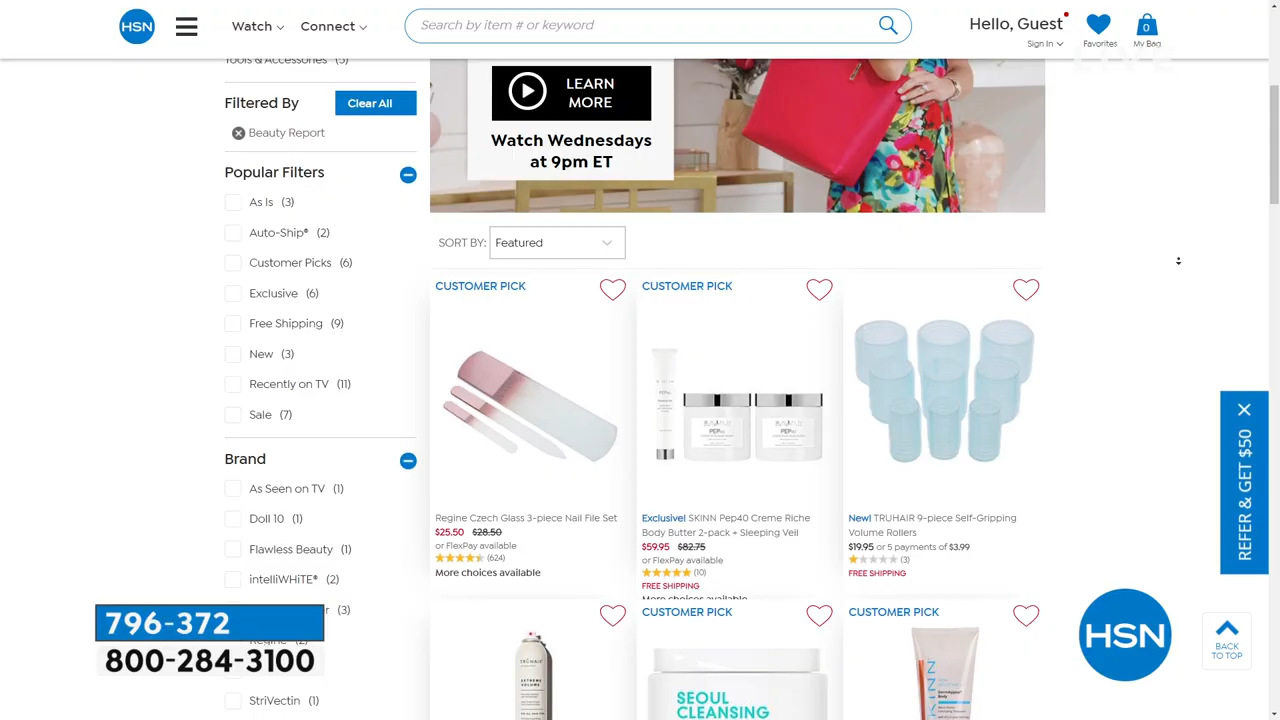 HSN
Watch
Connect
Search by item # or keyword
Hello, Guest
Sign In
Favorites
0
My Bag
LIVE
Tools & Accessories (5)
Filtered By
Clear All
Beauty Report
Popular Filters
As Is (3)
Auto-Ship® (2)
Customer Picks (6)
Exclusive (6)
Free Shipping (9)
New (3)
Recently on TV (11)
Sale (7)
Brand
As Seen on TV (1)
Doll 10 (1)
Flawless Beauty (1)
intelliWHiTE® (2)
r (3)
StriVectin (1)
796-372
800-284-3100
LEARN
MORE
Watch Wednesdays
at 9pm ET
SORT BY: Featured
CUSTOMER PICK
Regine Czech Glass 3-piece Nail File Set
$25.50 $28.50
or FlexPay available
(624)
More choices available
CUSTOMER PICK
Exclusive! SKINN Pep40 Creme Riche
Body Butter 2-pack + Sleeping Veil
$59.95 $82.75
or FlexPay available
(10)
FREE SHIPPING
More choices available
New! TRUHAIR 9-piece Self-Gripping
Volume Rollers
$19.95 or 5 payments of $3.99
(3)
FREE SHIPPING
TRUHAIR
EXTREME
VOLUME
CUSTOMER PICK
SEOUL
CLEANSING
CUSTOMER PICK
REFER & GET $50
HSN
BACK
TO TOP